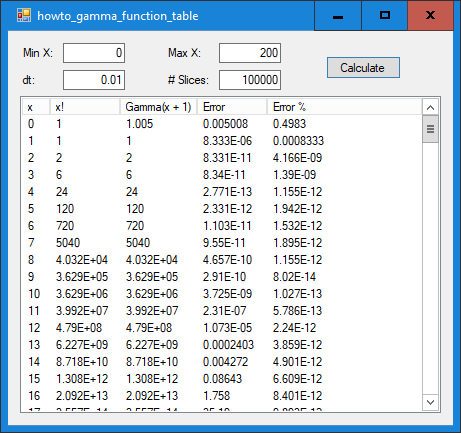 howto_gamma_function_table
Min X: 0 Max X: 200
Calculate
dt: 0.01 # Slices: 100000
x x! Gamma(x + 1) Error Error %
0 1 1.005 0.005008 0.4983
1 1 1 8.333E-06 0.0008333
2 2 2 8.331E-11 4.166E-09
3 6 6 8.34E-11 1.39E-09
4 24 24 2.771E-13 1.155E-12
5 120 120 2.331E-12 1.942E-12
6 720 720 1.103E-11 1.532E-12
7 5040 5040 9.55E-11 1.895E-12
8 4.032E+04 4.032E+04 4.657E-10 1.155E-12
9 3.629E+05 3.629E+05 2.91E-10 8.02E-14
10 3.629E+06 3.629E+06 3.725E-09 1.027E-13
11 3.992E+07 3.992E+07 2.31E-07 5.786E-13
12 4.79E+08 4.79E+08 1.073E-05 2.24E-12
13 6.227E+09 6.227E+09 0.0002403 3.859E-12
14 8.718E+10 8.718E+10 0.004272 4.901E-12
15 1.308E+12 1.308E+12 0.08643 6.609E-12
16 2.092E+13 2.092E+13 1.758 8.401E-12